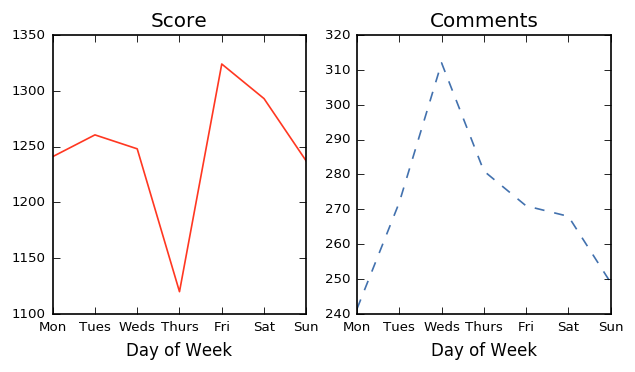 Score
1350
1300
1250
1200
1150
1100
Mon Tues Weds Thurs Fri Sat Sun
Day of Week
Comments
320
310
300
290
280
270
260
250
240
Mon Tues Weds Thurs Fri Sat Sun
Day of Week